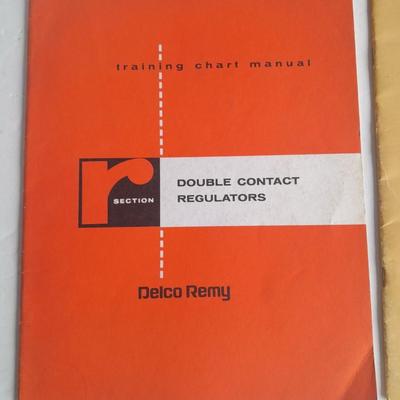 training chart manual
r
SECTION
DOUBLE CONTACT
REGULATORS
Delco Remy